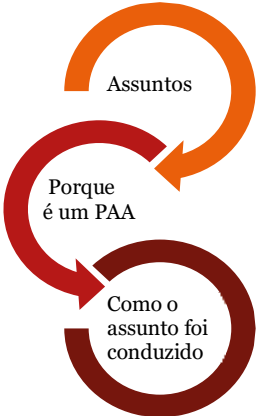 Assuntos
Porque
é um PAA
Como o
assunto foi
conduzido